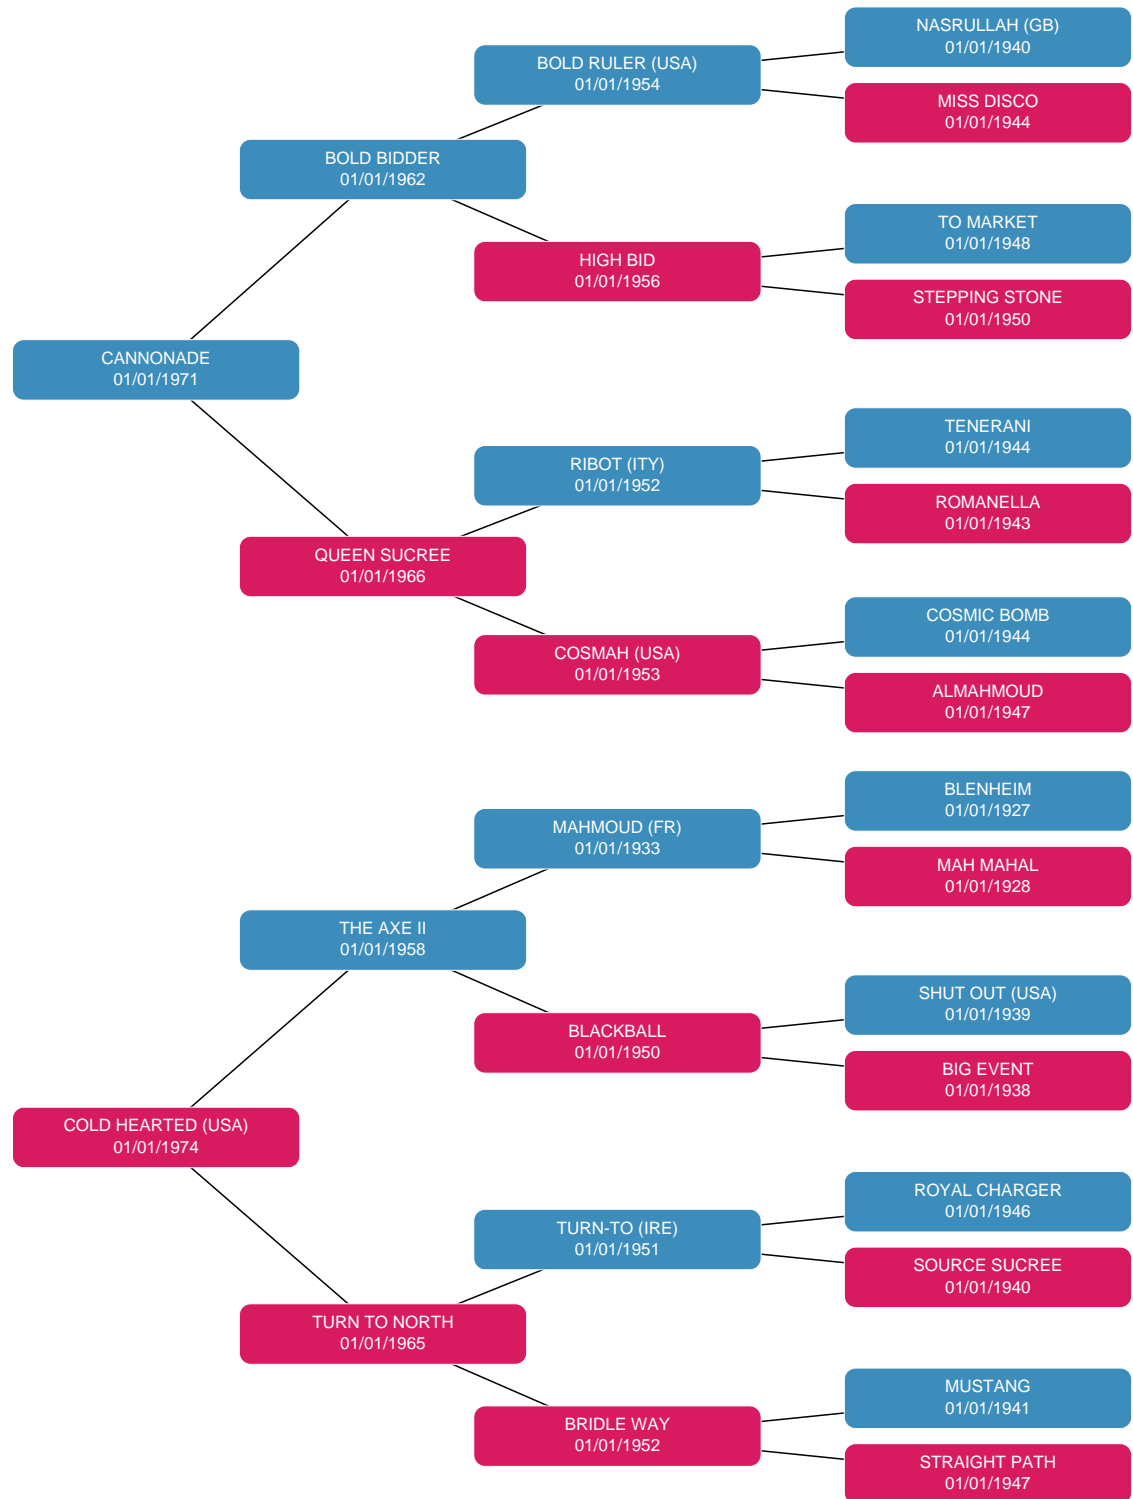 NASRULLAH (GB)
01/01/1940
BOLD RULER (USA)
01/01/1954
MISS DISCO
01/01/1944
BOLD BIDDER
01/01/1962
TO MARKET
01/01/1948
HIGH BID
01/01/1956
STEPPING STONE
01/01/1950
CANNONADE
01/01/1971
TENERANI
01/01/1944
RIBOT (ITY)
01/01/1952
ROMANELLA
01/01/1943
QUEEN SUCREE
01/01/1966
COSMIC BOMB
01/01/1944
COSMAH (USA)
01/01/1953
ALMAHMOUD
01/01/1947
BLENHEIM
01/01/1927
MAHMOUD (FR)
01/01/1933
MAH MAHAL
01/01/1928
THE AXE II
01/01/1958
SHUT OUT (USA)
01/01/1939
BLACKBALL
01/01/1950
BIG EVENT
01/01/1938
COLD HEARTED (USA)
01/01/1974
ROYAL CHARGER
01/01/1946
TURN-TO (IRE)
01/01/1951
SOURCE SUCREE
01/01/1940
TURN TO NORTH
01/01/1965
MUSTANG
01/01/1941
BRIDLE WAY
01/01/1952
STRAIGHT PATH
01/01/1947